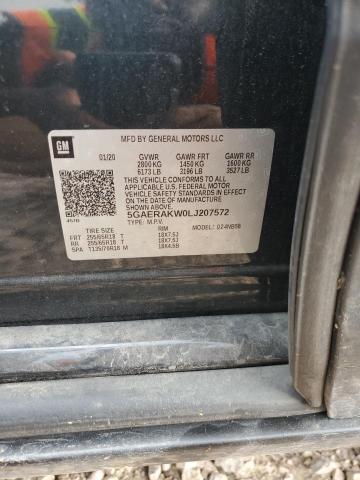 GM
MFD BY GENERAL MOTORS LLC
01/20 GVWR GAWR FRT GAWR RR
2800 KG 1450 KG 1600 KG
6173 LB 3196 LB 3527 LB
THIS VEHICLE CONFORMS TO ALL
APPLICABLE U.S. FEDERAL MOTOR
VEHICLE SAFETY STANDARDS IN
EFFECT ON THE DATE OF
MANUFACTURE SHOWN ABOVE.
5GAERAKW0LJ207572
TYPE: M.P.V. MODEL:
TIRE SIZE RIM
FRT 255/65R18 T 18X7.5J
RR 255/65R18 T 18X7.5J
SPA T135/70R18 M 18X4.5B